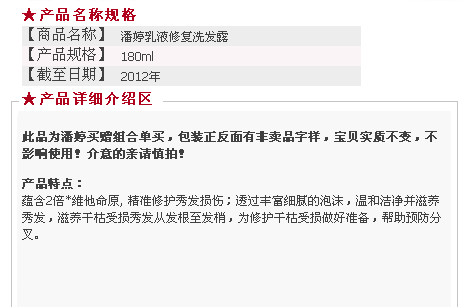 ★产品名称规格
【商品名称】 潘婷乳液修复洗发露
【产品规格】 180ml
【截至日期】 2012年
★产品详细介绍区
此品为潘婷买赠组合单买，包装正反面有非卖品字样，宝贝实质不变，不
影响使用！介意的亲请慎拍！
产品特点：
蕴含2倍*维他命原, 精准修护秀发损伤；透过丰富细腻的泡沫，温和洁净并滋养
秀发，滋养干枯受损秀发从发根至发梢，为修护干枯受损做好准备，帮助预防分
叉。